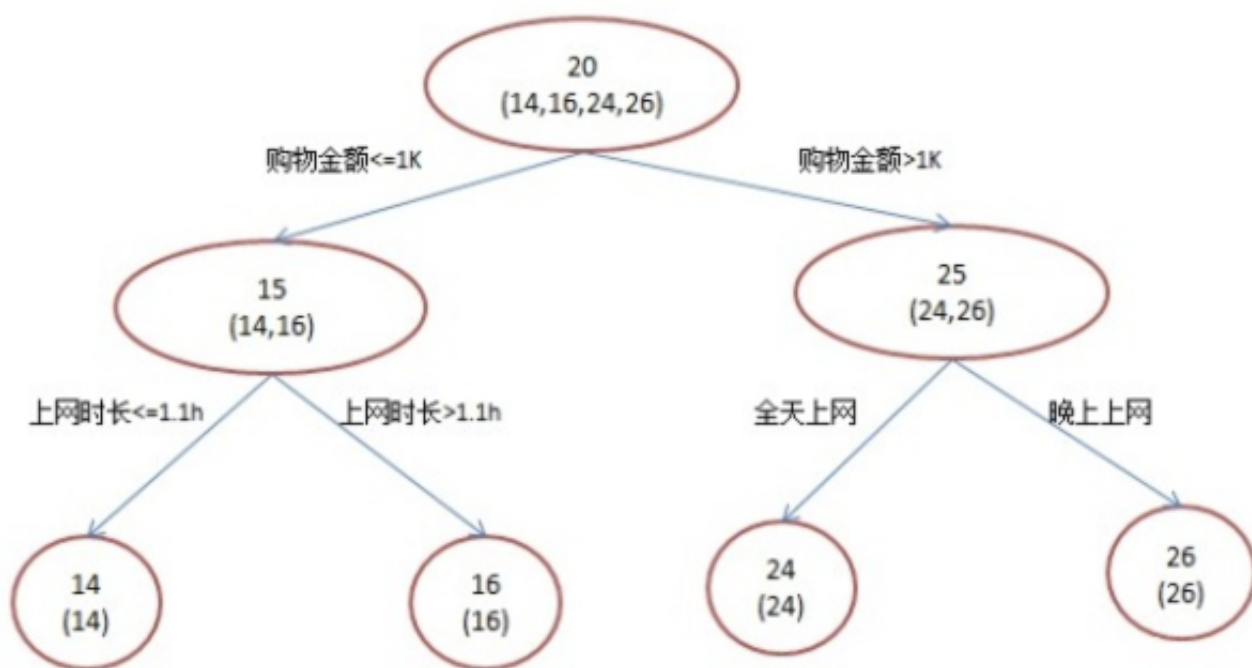 20
(14,16,24,26)
购物金额<=1K
购物金额>1K
15
(14,16)
25
(24,26)
上网时长<=1.1h
上网时长>1.1h
全天上网
晚上上网
14
(14)
16
(16)
24
(24)
26
(26)